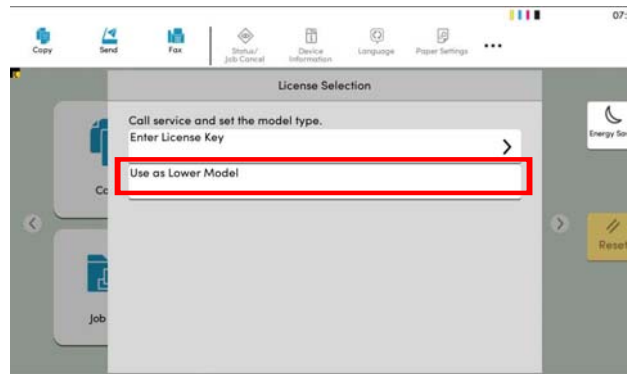 07:
Copy
Send
Fax
Status/
Job Cancel
Device
Information
Language
Paper Settings
...
License Selection
Call service and set the model type.
Enter License Key
Energy Sa
Use as Lower Model
Co
Reset
Job